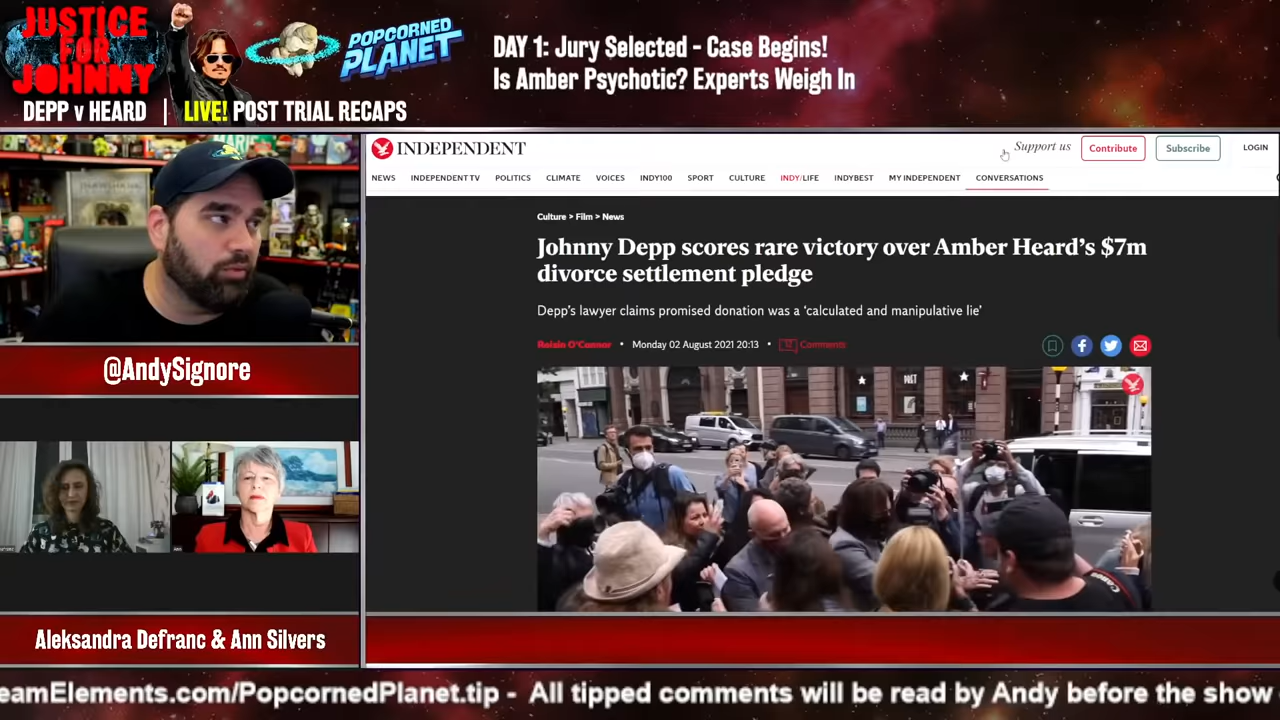 JUSTICE
FOR
JOHNNY
DEPP v HEARD | LIVE! POST TRIAL RECAPS
POPCORNED
PLANET
DAY 1: Jury Selected - Case Begins!
Is Amber Psychotic? Experts Weigh In
INDEPENDENT
Support us
Contribute
Subscribe
LOGIN
NEWS INDEPENDENT TV POLITICS CLIMATE VOICES INDY100 SPORT CULTURE INDY/LIFE INDYBEST MY INDEPENDENT CONVERSATIONS
Culture > Film > News
Johnny Depp scores rare victory over Amber Heard’s $7m
divorce settlement pledge
Depp’s lawyer claims promised donation was a ‘calculated and manipulative lie’
Roisin O'Connor • Monday 02 August 2021 20:13 • Comments
CANON
@AndySignore
Aleksandra Defranc & Ann Silvers
eamElements.com/PopcornedPlanet.tip - All tipped comments will be read by Andy before the show